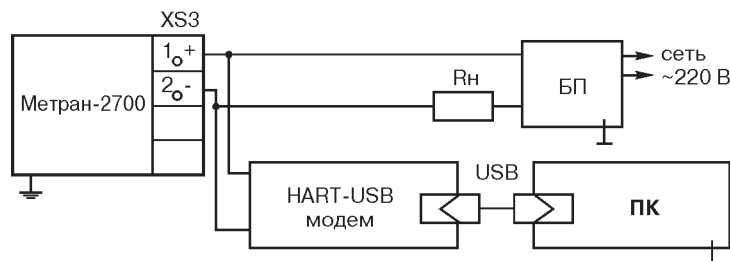 XS3
1 +
2 -
Метран-2700
Rн
БП
сеть
~220 В
HART-USB
модем
USB
ПК